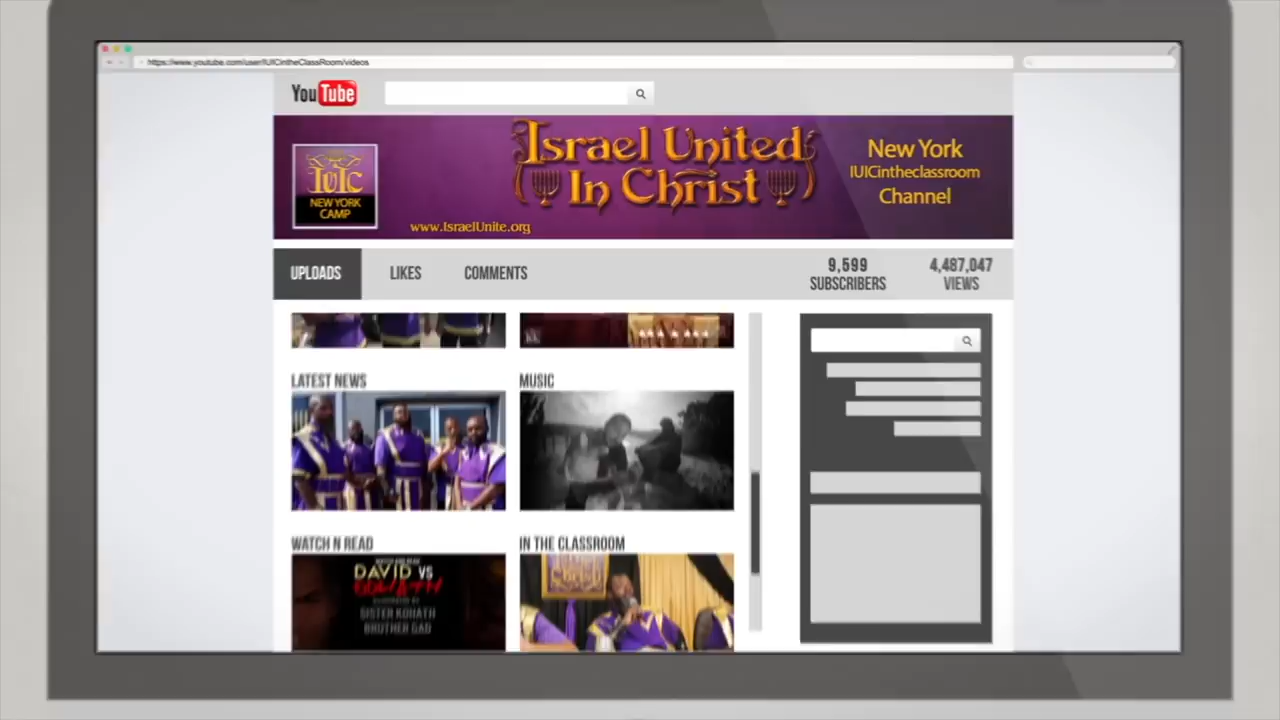 https://www.youtube.com/user/IUICintheClassRoom/videos
YouTube
Israel United
In Christ
www.IsraelUnite.org
IUIC
NEW YORK
CAMP
New York
IUICintheclassroom
Channel
UPLOADS
LIKES
COMMENTS
9,599
SUBSCRIBERS
4,487,047
VIEWS
LATEST NEWS
MUSIC
WATCH N READ
IN THE CLASSROOM
DAVID VS
SISTER KOHATH
BROTHER GAD